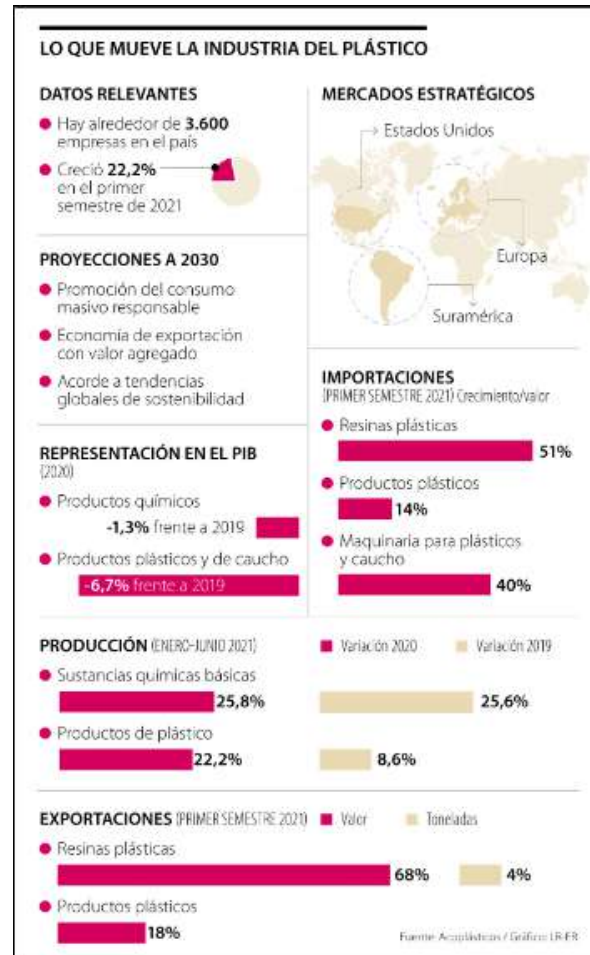 LO QUE MUEVE LA INDUSTRIA DEL PLÁSTICO
DATOS RELEVANTES
Hay alrededor de 3.600
empresas en el país
Creció 22,2%
en el primer
semestre de 2021
PROYECCIONES A 2030
Promoción del consumo
masivo responsable
Economía de exportación
con valor agregado
Acorde a tendencias
globales de sostenibilidad
REPRESENTACIÓN EN EL PIB
(2020)
Productos químicos
-1,3% frente a 2019
Productos plásticos y de caucho
-6,7% frente a 2019
MERCADOS ESTRATÉGICOS
Estados Unidos
Europa
Suramérica
IMPORTACIONES
(PRIMER SEMESTRE 2021) Crecimiento/valor
Resinas plásticas
51%
Productos plásticos
14%
Maquinaria para plásticos
y caucho
40%
PRODUCCIÓN (ENERO-JUNIO 2021) Variación 2020 Variación 2019
Sustancias químicas básicas
25,8% 25,6%
Productos de plástico
22,2% 8,6%
EXPORTACIONES (PRIMER SEMESTRE 2021) Valor Toneladas
Resinas plásticas
68% 4%
Productos plásticos
18%
Fuente: Acoplásticos / Gráfico: LR-ER